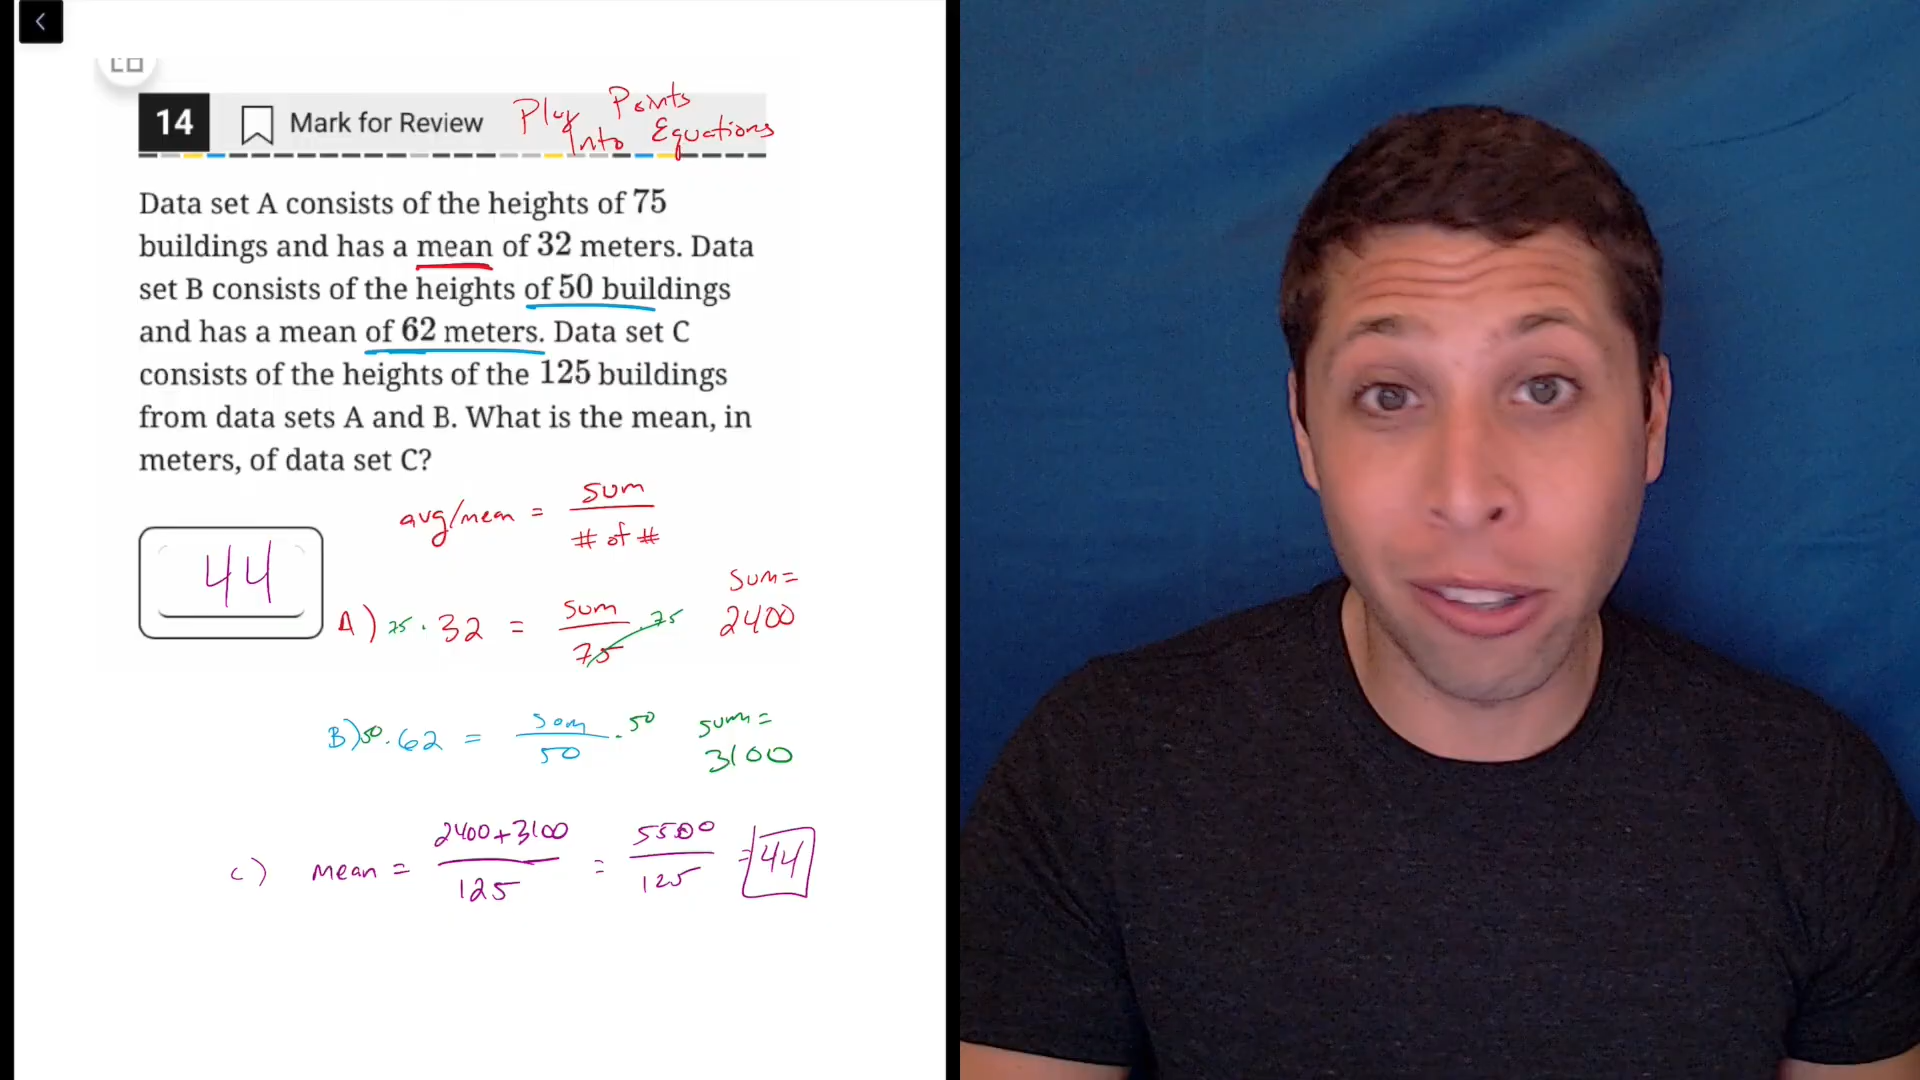 14 Mark for Review Plug Points
Into Equations
Data set A consists of the heights of 75
buildings and has a mean of 32 meters. Data
set B consists of the heights of 50 buildings
and has a mean of 62 meters. Data set C
consists of the heights of the 125 buildings
from data sets A and B. What is the mean, in
meters, of data set C?
avg/mean = sum
# of #
44
A) 75 · 32 = sum · 75
75
sum =
2400
B) 50 · 62 = sum · 50
50
sum =
3100
c) mean = 2400+3100 = 5500 = 44
125 125